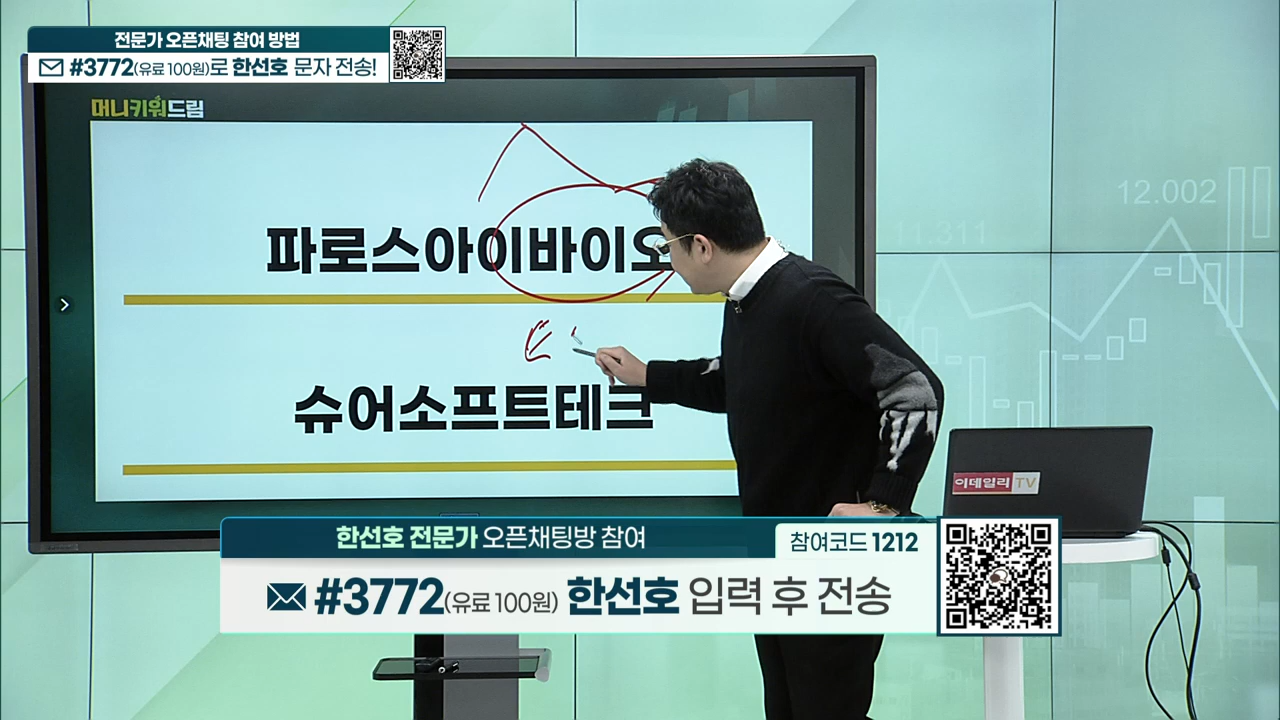 전문가 오픈채팅 참여 방법
#3772(유료 100원)로 한선호 문자 전송!
머니키워드림
12.002
11.311
파로스아이바이오
슈어소프트테크
이데일리TV
한선호 전문가 오픈채팅방 참여
참여코드 1212
#3772(유료 100원) 한선호 입력 후 전송